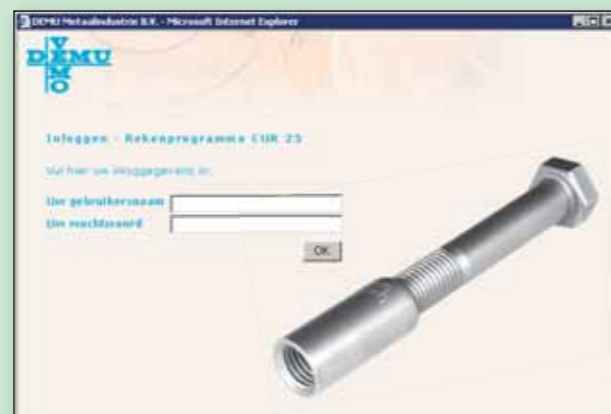 DEMU Metaalindustrie B.V. - Microsoft Internet Explorer
DEMU
VEMO
Inloggen - Rekenprogramma CUR 25
Vul hier uw inloggegevens in:
Uw gebruikersnaam
Uw wachtwoord
OK